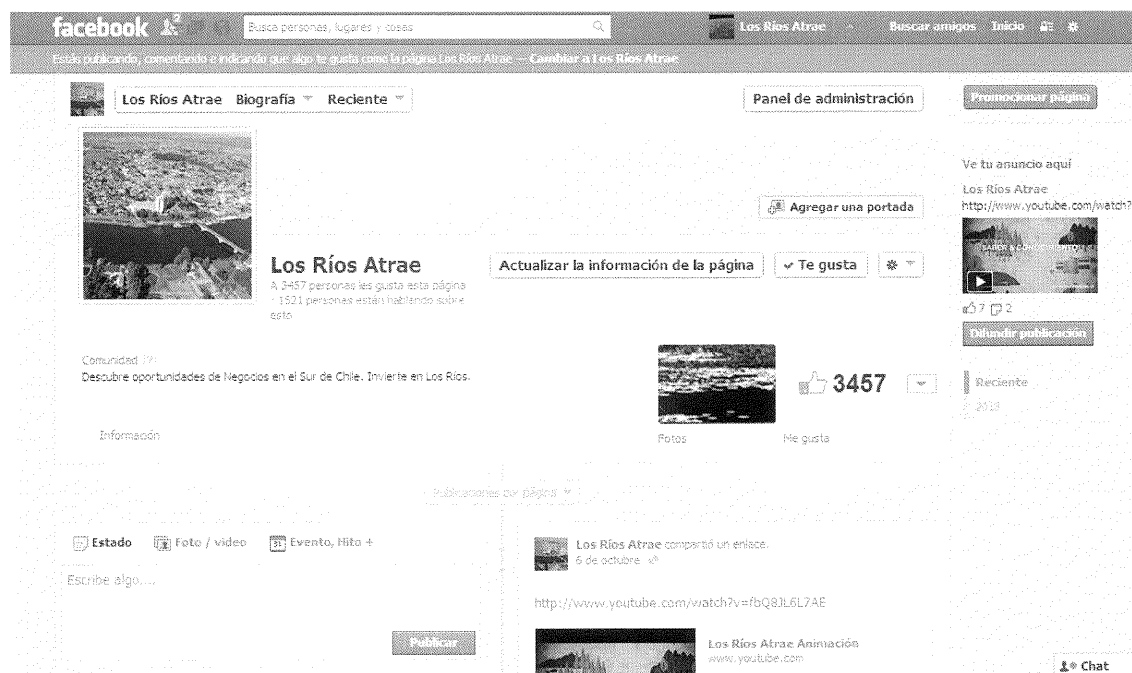 facebook
2
Busca personas, lugares y cosas
Los Ríos Atrae
Buscar amigos
Inicio
Estás publicando, comentando e indicando que algo te gusta como la página Los Ríos Atrae — Cambiar a Los Ríos Atrae
Los Ríos Atrae
Biografía
Reciente
Panel de administración
Promocionar página
Agregar una portada
Los Ríos Atrae
A 3457 personas les gusta esta página
· 1521 personas están hablando sobre
esto
Actualizar la información de la página
Te gusta
Comunidad
Descubre oportunidades de Negocios en el Sur de Chile. Invierte en Los Ríos.
Información
Fotos
3457
Me gusta
Ve tu anuncio aquí
Los Ríos Atrae
http://www.youtube.com/watch?
SABER & CONOCIMIENTO
7
2
Difundir publicación
Reciente
Publicaciones por página
Estado
Foto / video
31
Evento, Hito +
Escribe algo...
Publicar
Los Ríos Atrae compartió un enlace.
6 de octubre
http://www.youtube.com/watch?v=fbQ8JL6L7AE
Los Ríos Atrae Animación
www.youtube.com
Chat